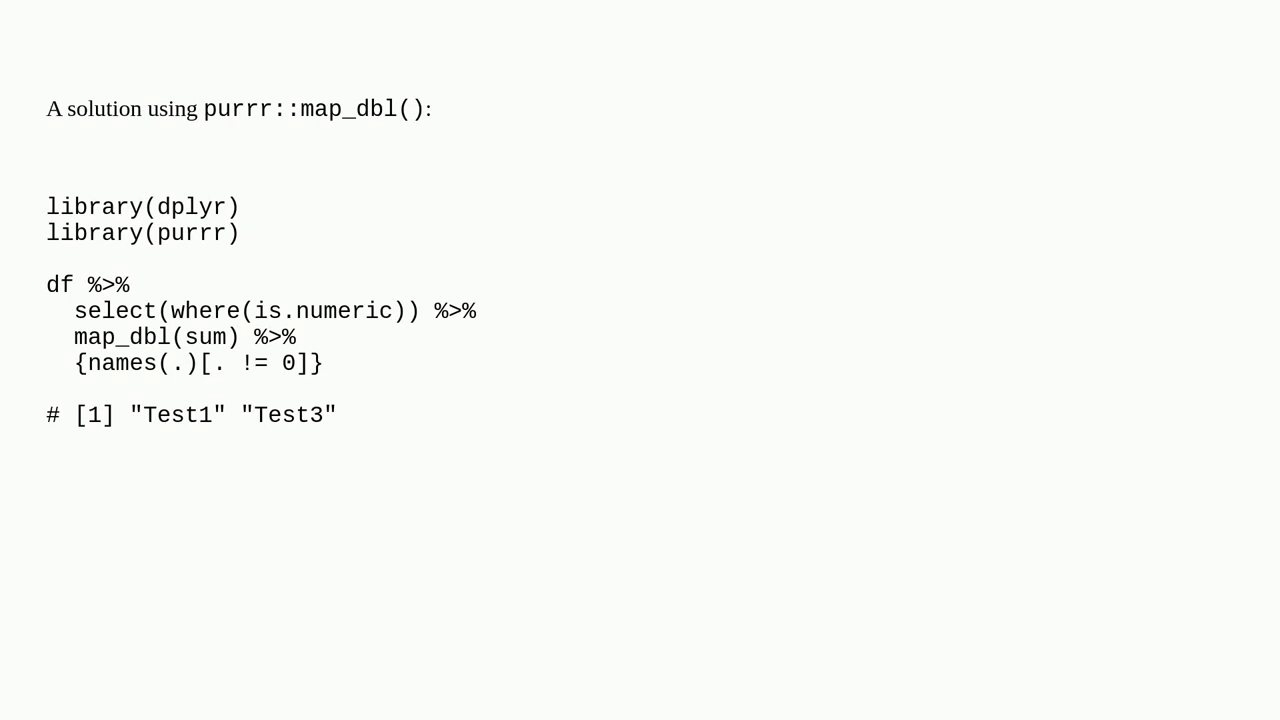 A solution using purrr::map_dbl():
library(dplyr)
library(purrr)
df %>%
  select(where(is.numeric)) %>%
  map_dbl(sum) %>%
  {names(.)[. != 0]}
# [1] "Test1" "Test3"